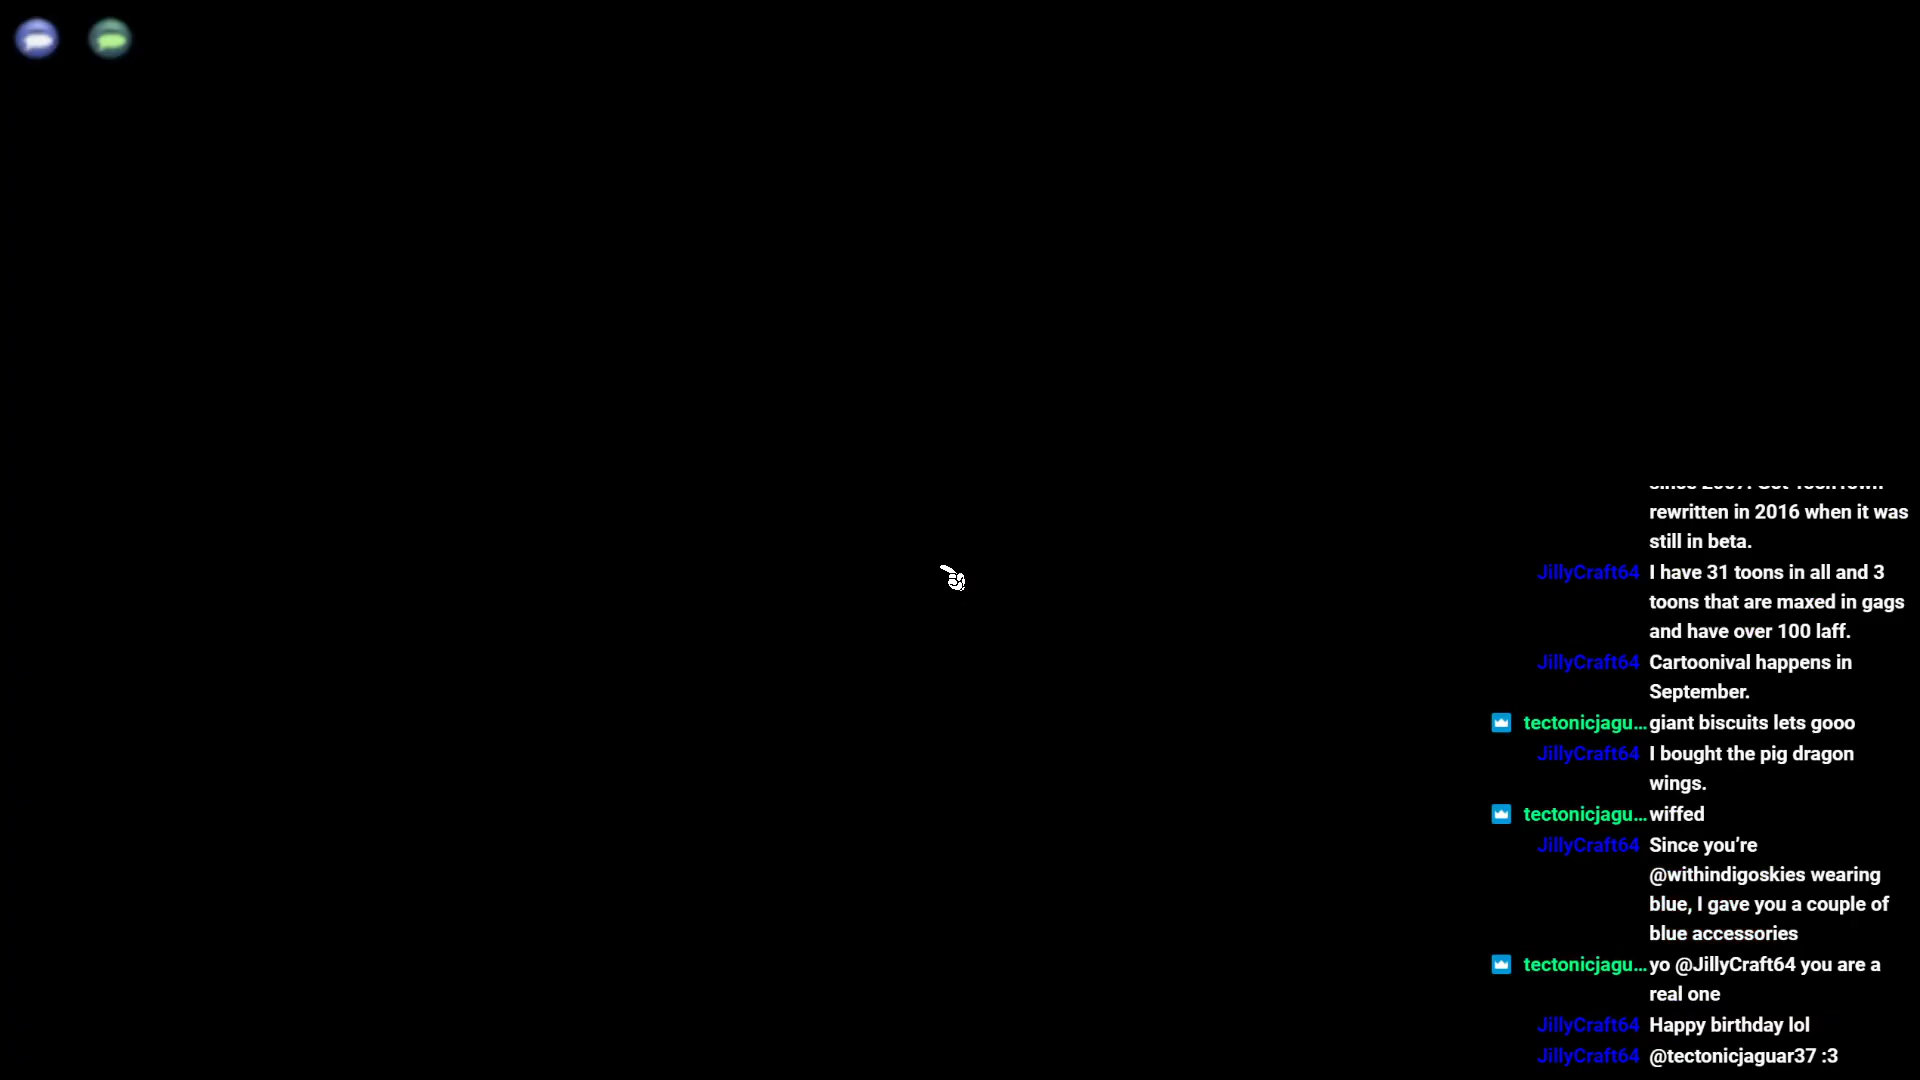 rewritten in 2016 when it was
still in beta.
JillyCraft64 I have 31 toons in all and 3
toons that are maxed in gags
and have over 100 laff.
JillyCraft64 Cartoonival happens in
September.
tectonicjagu... giant biscuits lets gooo
JillyCraft64 I bought the pig dragon
wings.
tectonicjagu... wiffed
JillyCraft64 Since you’re
@withindigoskies wearing
blue, I gave you a couple of
blue accessories
tectonicjagu... yo @JillyCraft64 you are a
real one
JillyCraft64 Happy birthday lol
JillyCraft64 @tectonicjaguar37 :3